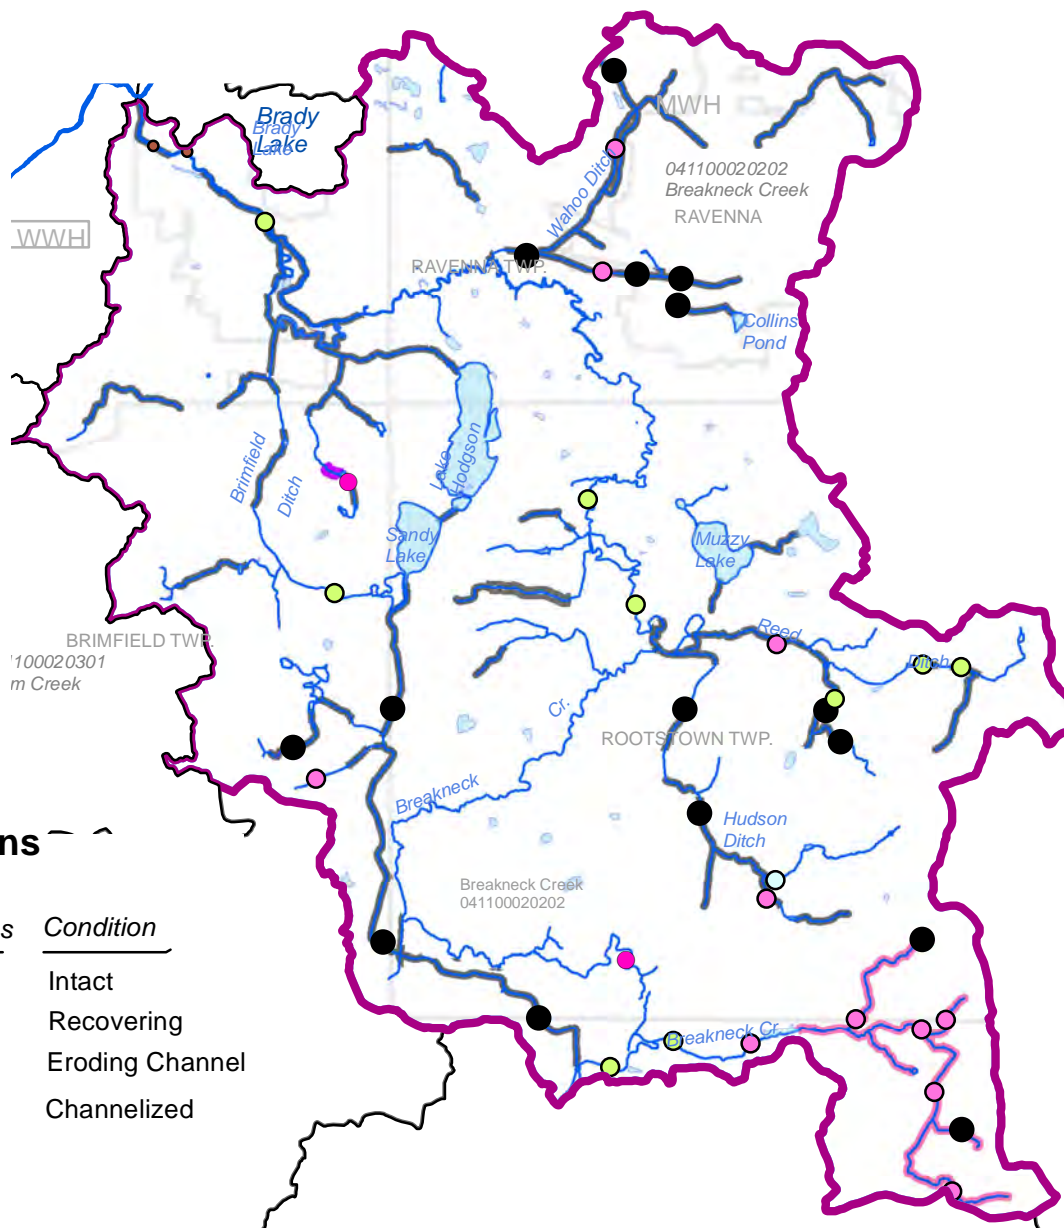 Brady
Lake
Brady
Lake
MWH
041100020202
Breakneck Creek
RAVENNA
Wahoo Ditch
WWH
RAVENNA TWP.
Collins
Pond
Brimfield
Ditch
Lake
Hodgson
Sandy
Lake
Muzzy
Lake
Reed
Ditch
BRIMFIELD TWP.
1100020301
m Creek
Cr.
ROOTSTOWN TWP.
Breakneck
Hudson
Ditch
ns
Breakneck Creek
041100020202
s Condition
Intact
Recovering
Eroding Channel
Channelized
Breakneck Cr.